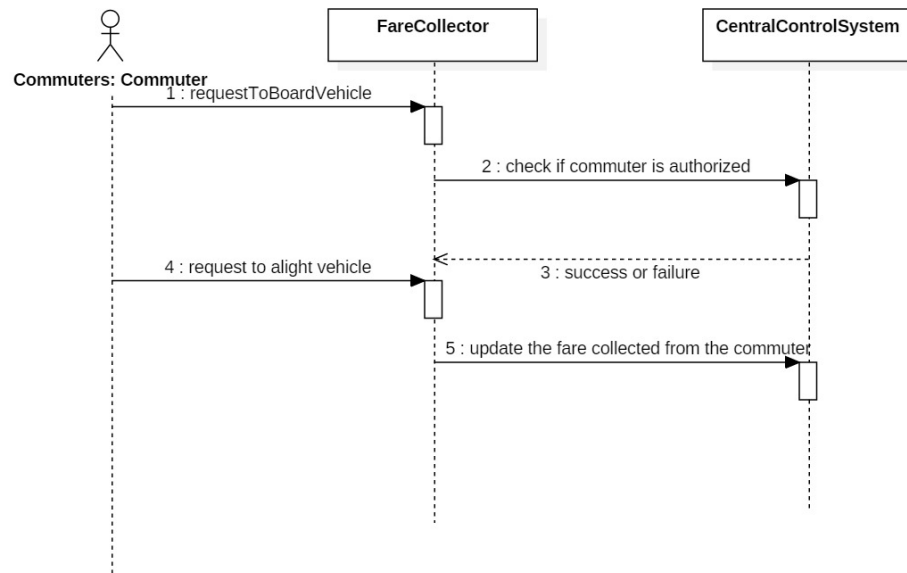 FareCollector
CentralControlSystem
Commuters: Commuter
1 : requestToBoardVehicle
2 : check if commuter is authorized
4 : request to alight vehicle
3 : success or failure
5 : update the fare collected from the commuter